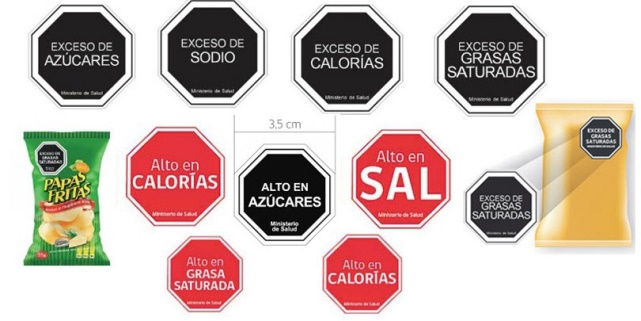 EXCESO DE
AZÚCARES
Ministerio de Salud
EXCESO DE
SODIO
Ministerio de Salud
EXCESO DE
CALORÍAS
Ministerio de Salud
EXCESO DE
GRASAS
SATURADAS
Ministerio de Salud
EXCESO DE
GRASAS
SATURADAS
PAPAS
FRITAS
Alto en
CALORÍAS
Ministerio de Salud
3,5 cm
ALTO EN
AZÚCARES
Ministerio
de Salud
Alto en
SAL
Ministerio de Salud
EXCESO DE
GRASAS
SATURADAS
Ministerio de Salud
EXCESO DE
GRASAS
SATURADAS
Alto en
GRASA
SATURADA
Ministerio de Salud
Alto en
CALORÍAS
Ministerio de Salud